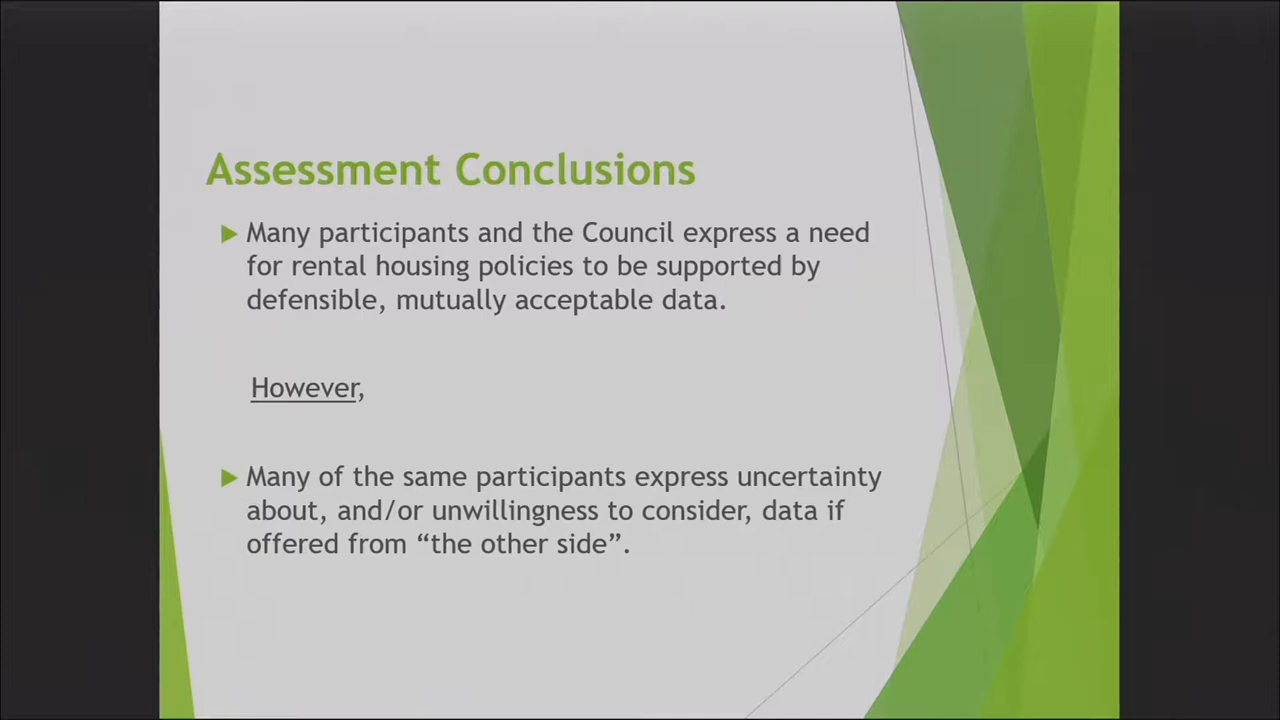 Assessment Conclusions
Many participants and the Council express a need
for rental housing policies to be supported by
defensible, mutually acceptable data.
However,
Many of the same participants express uncertainty
about, and/or unwillingness to consider, data if
offered from “the other side”.